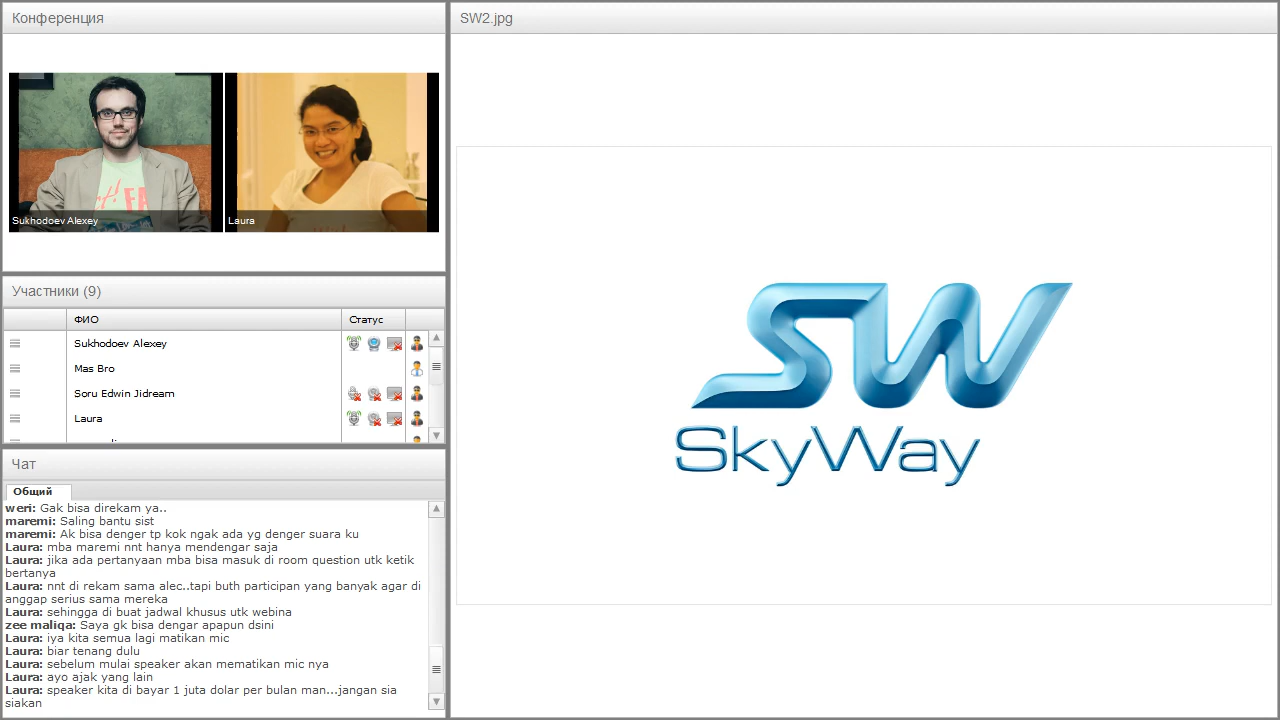 Конференция
Sukhodoev Alexey
Laura
Участники (9)
ФИО
Статус
Sukhodoev Alexey
Mas Bro
Soru Edwin Jidream
Laura
Чат
Общий
weri: Gak bisa direkam ya..
maremi: Saling bantu sist
maremi: Ak bisa denger tp kok ngak ada yg denger suara ku
Laura: mba maremi nnt hanya mendengar saja
Laura: jika ada pertanyaan mba bisa masuk di room question utk ketik
bertanya
Laura: nnt di rekam sama alec..tapi buth participan yang banyak agar di
anggap serius sama mereka
Laura: sehingga di buat jadwal khusus utk webina
zee maliqa: Saya gk bisa dengar apapun dsini
Laura: iya kita semua lagi matikan mic
Laura: biar tenang dulu
Laura: sebelum mulai speaker akan mematikan mic nya
Laura: ayo ajak yang lain
Laura: speaker kita di bayar 1 juta dolar per bulan man...jangan sia
siakan
SW2.jpg
SW
SkyWay